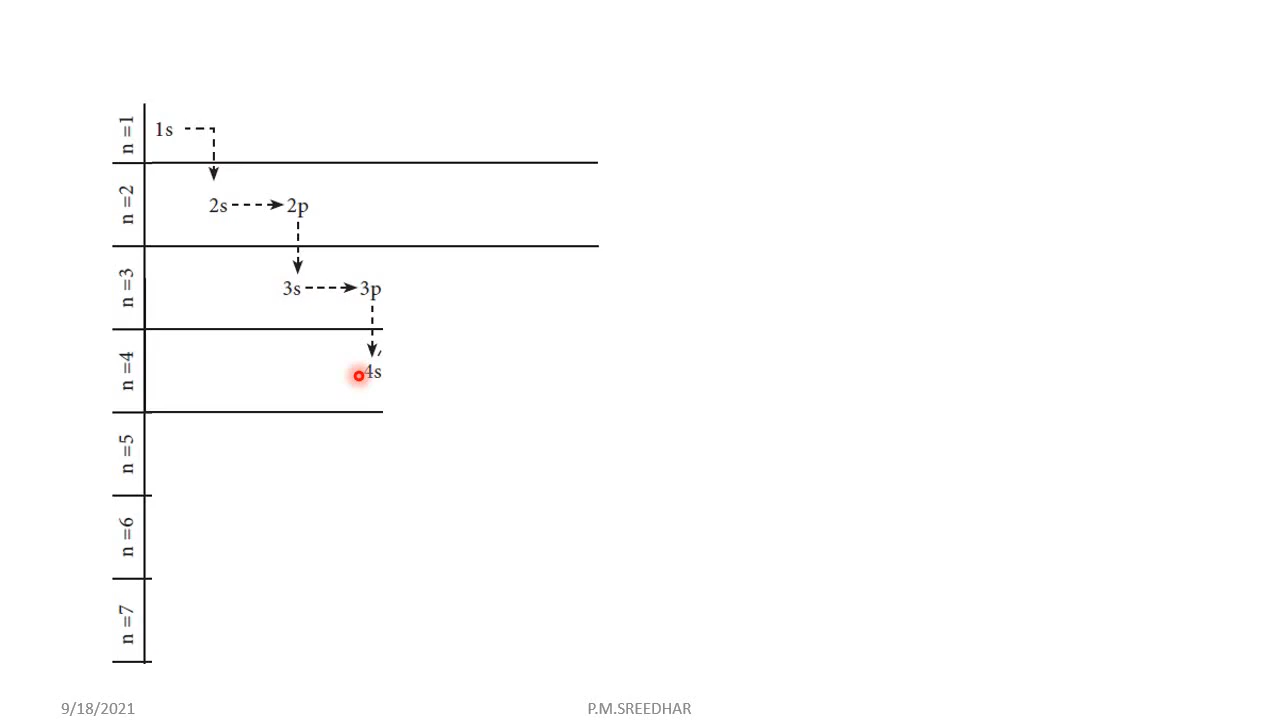 n =1 1s
n =2 2s 2p
n =3 3s 3p
n =4 4s
n =5
n =6
n =7
9/18/2021 P.M.SREEDHAR